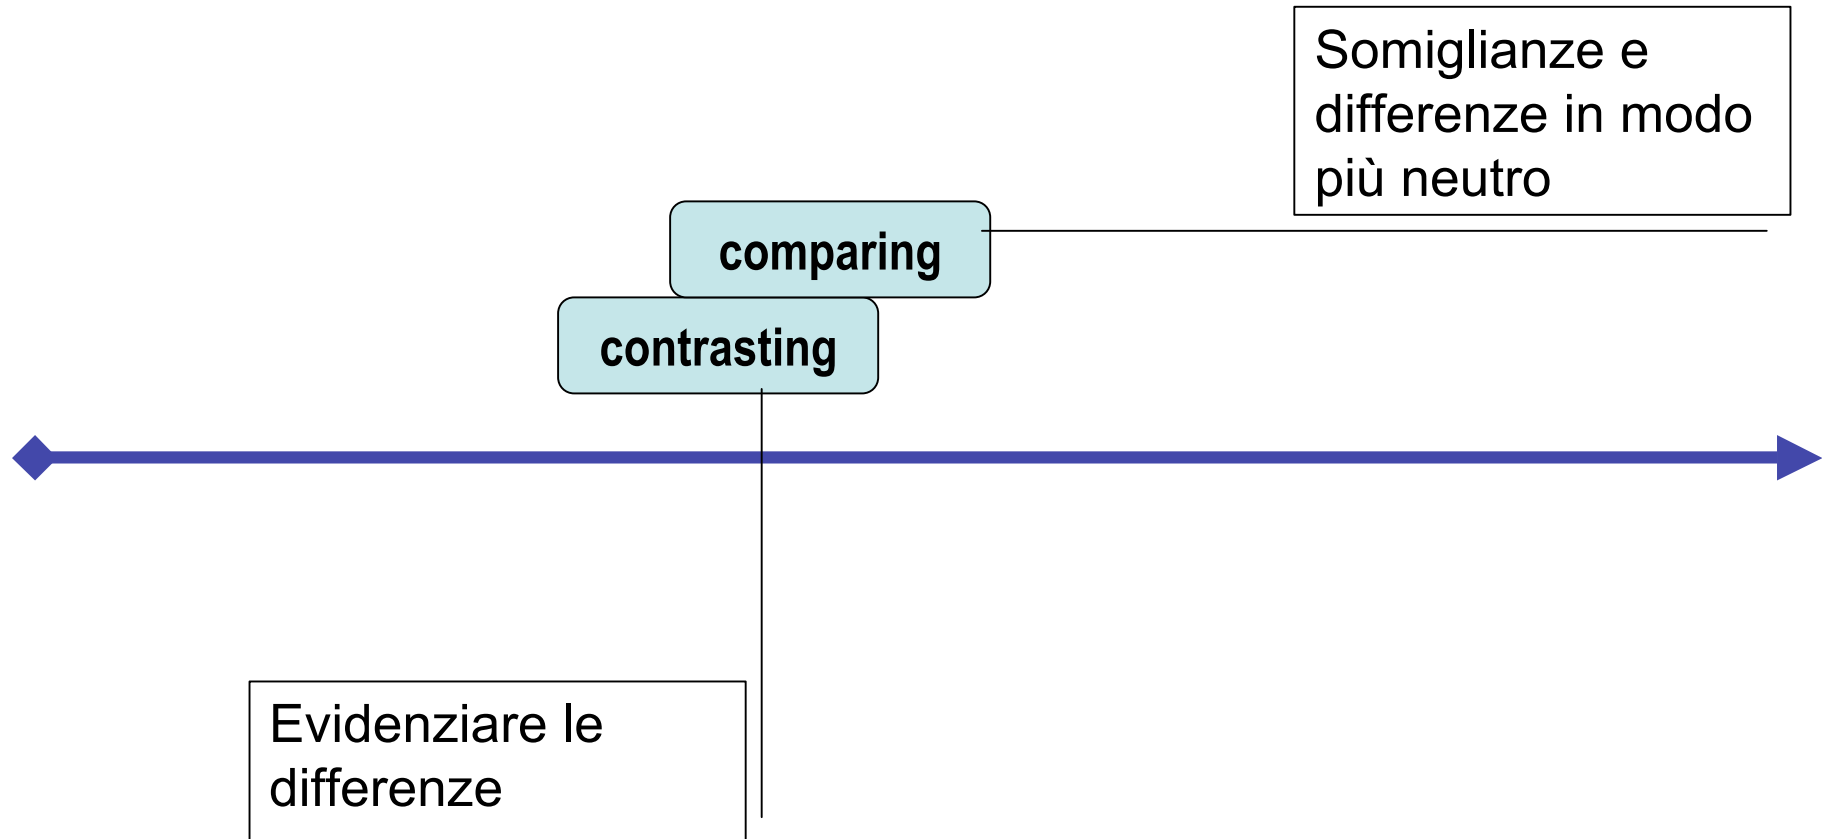 Somiglianze e
differenze in modo
più neutro
comparing
contrasting
Evidenziare le
differenze